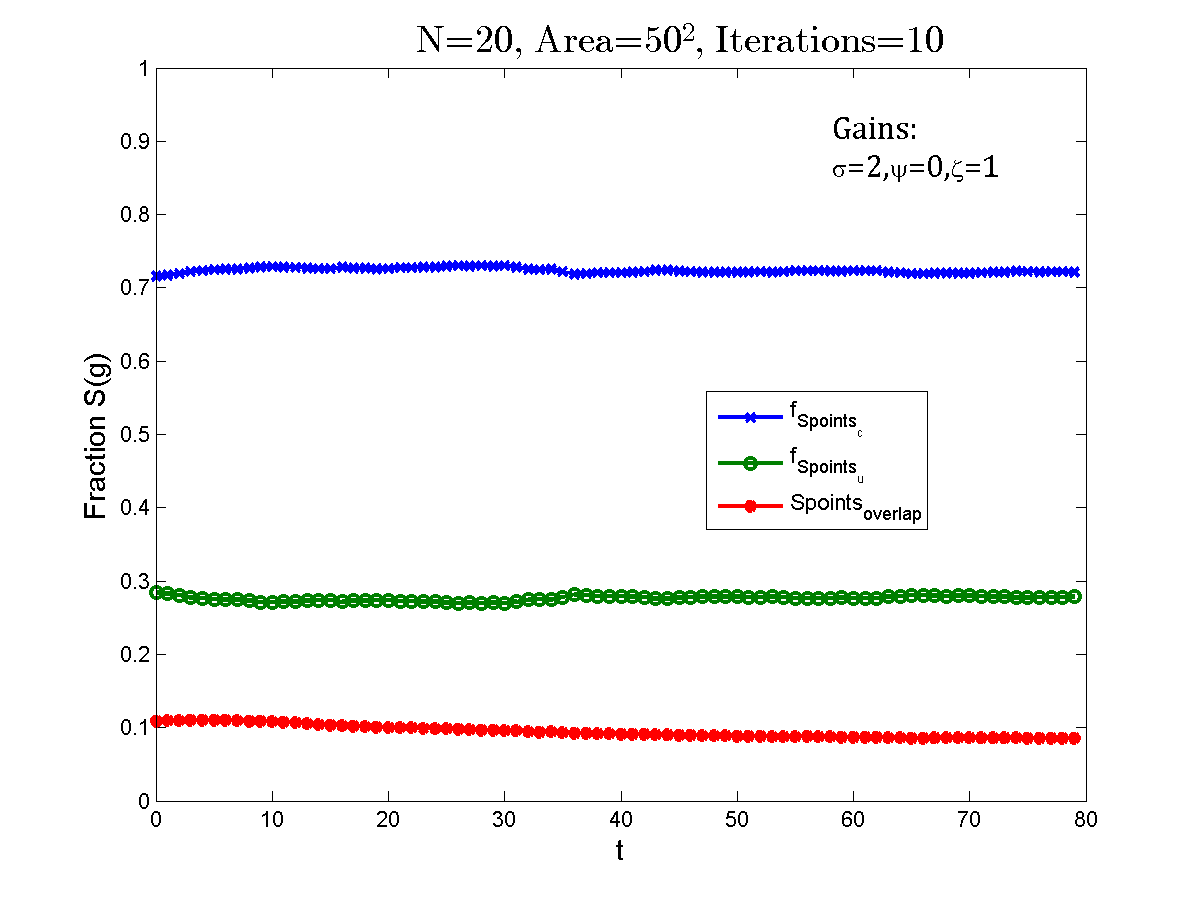 N=20, Area=50², Iterations=10
Gains:
σ=2,ψ=0,ζ=1
1
0.9
0.8
0.7
0.6
0.5
0.4
0.3
0.2
0.1
0
Fraction S(g)
f_Spoints_c
f_Spoints_u
Spoints_overlap
0 10 20 30 40 50 60 70 80
t